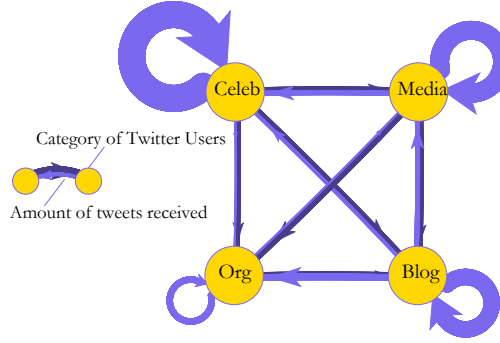 Celeb
Media
Category of Twitter Users
Amount of tweets received
Org
Blog